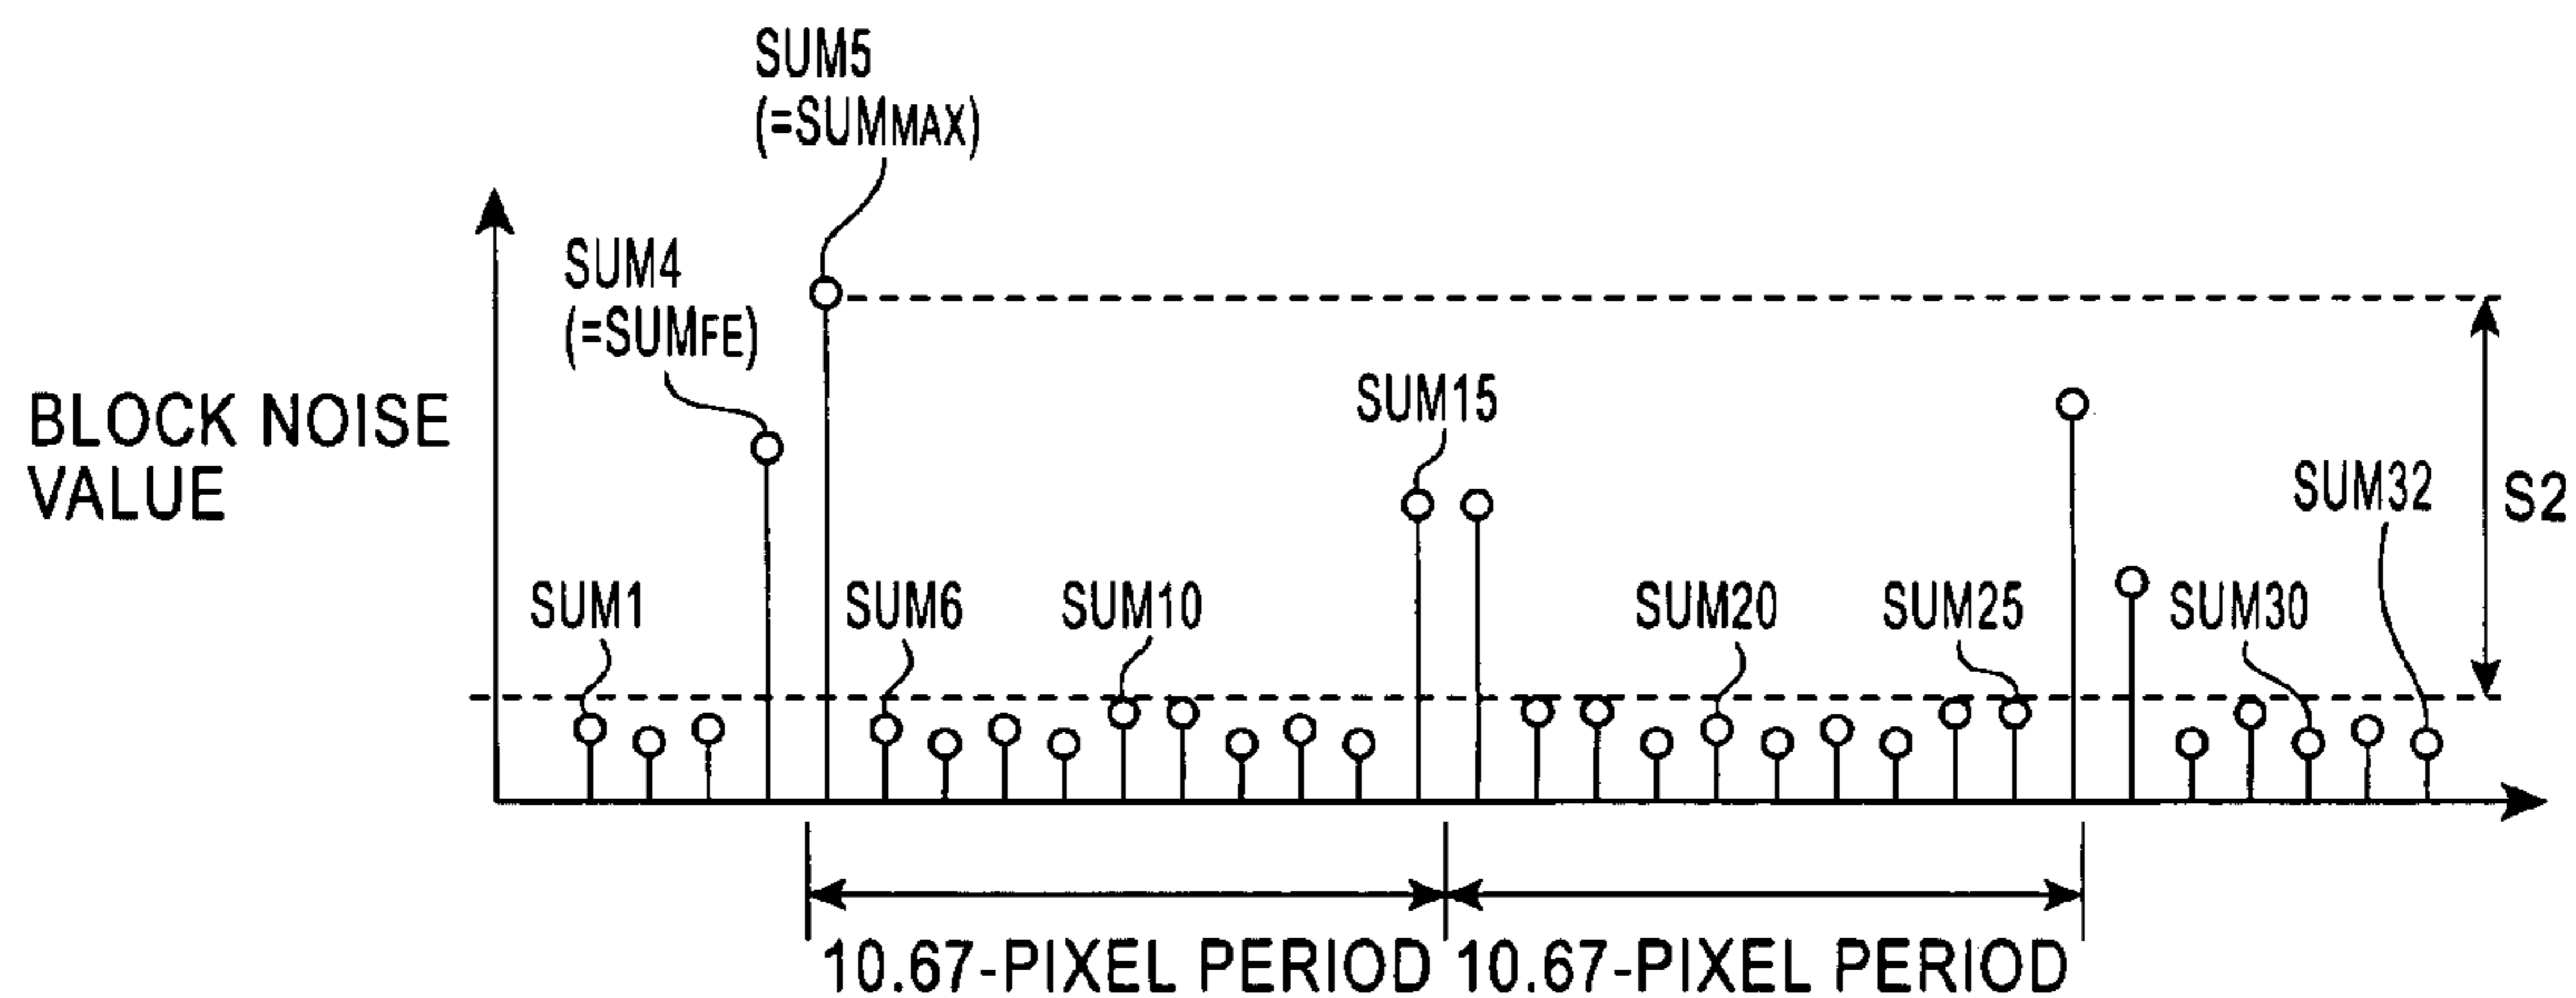 SUM5
(=SUMMAX)
SUM4
(=SUMFE)
BLOCK NOISE
VALUE
SUM15
SUM32
S2
SUM1
SUM6
SUM10
SUM20
SUM25
SUM30
10.67-PIXEL PERIOD
10.67-PIXEL PERIOD